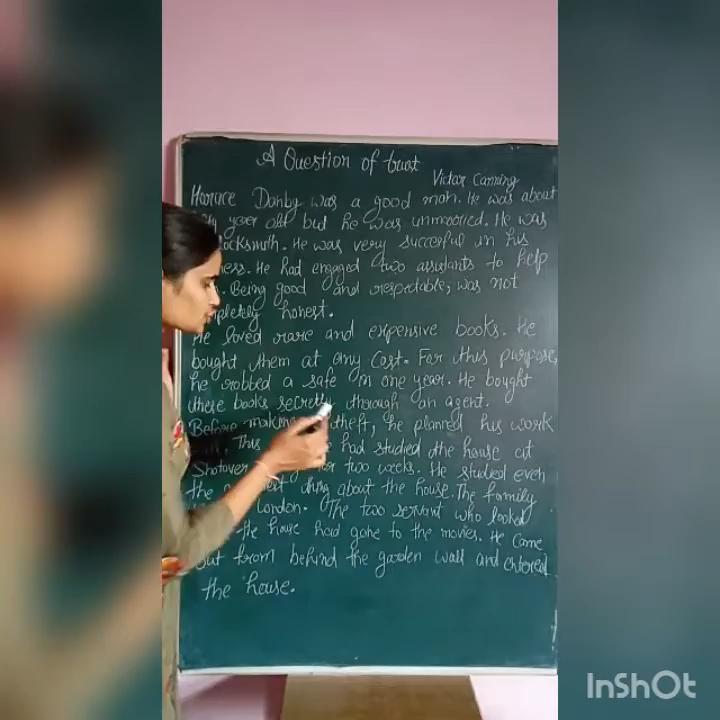 A Question of trust
Victor Canning
Horace Danby was a good man. He was about
year old but he was unmarried. He was
locksmith. He was very succesful in his
He had engaged two assistants to help
Being good and respectable, was not
honest.
He loved rare and expensive books. He
bought them at any cost. For this purpose,
he robbed a safe in one year. He bought
these books secretly thorough an agent.
Before making theft, he planned his work
This had studied the house at
Shotover for two weeks. He studied even
the thing about the house. The family
London. The two servant who looked
the house had gone to the movies. He came
out from behind the garden wall and entered
the house.
InShOt